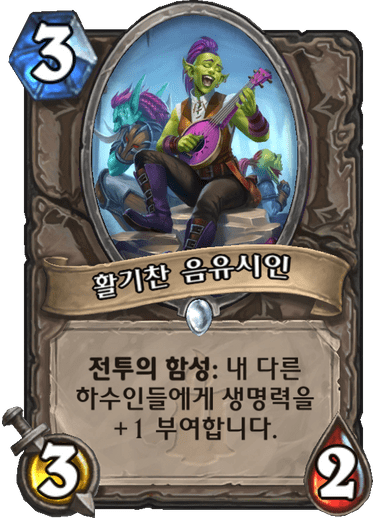 3
활기찬 음유시인
전투의 함성: 내 다른
하수인들에게 생명력을
+1 부여합니다.
3
2